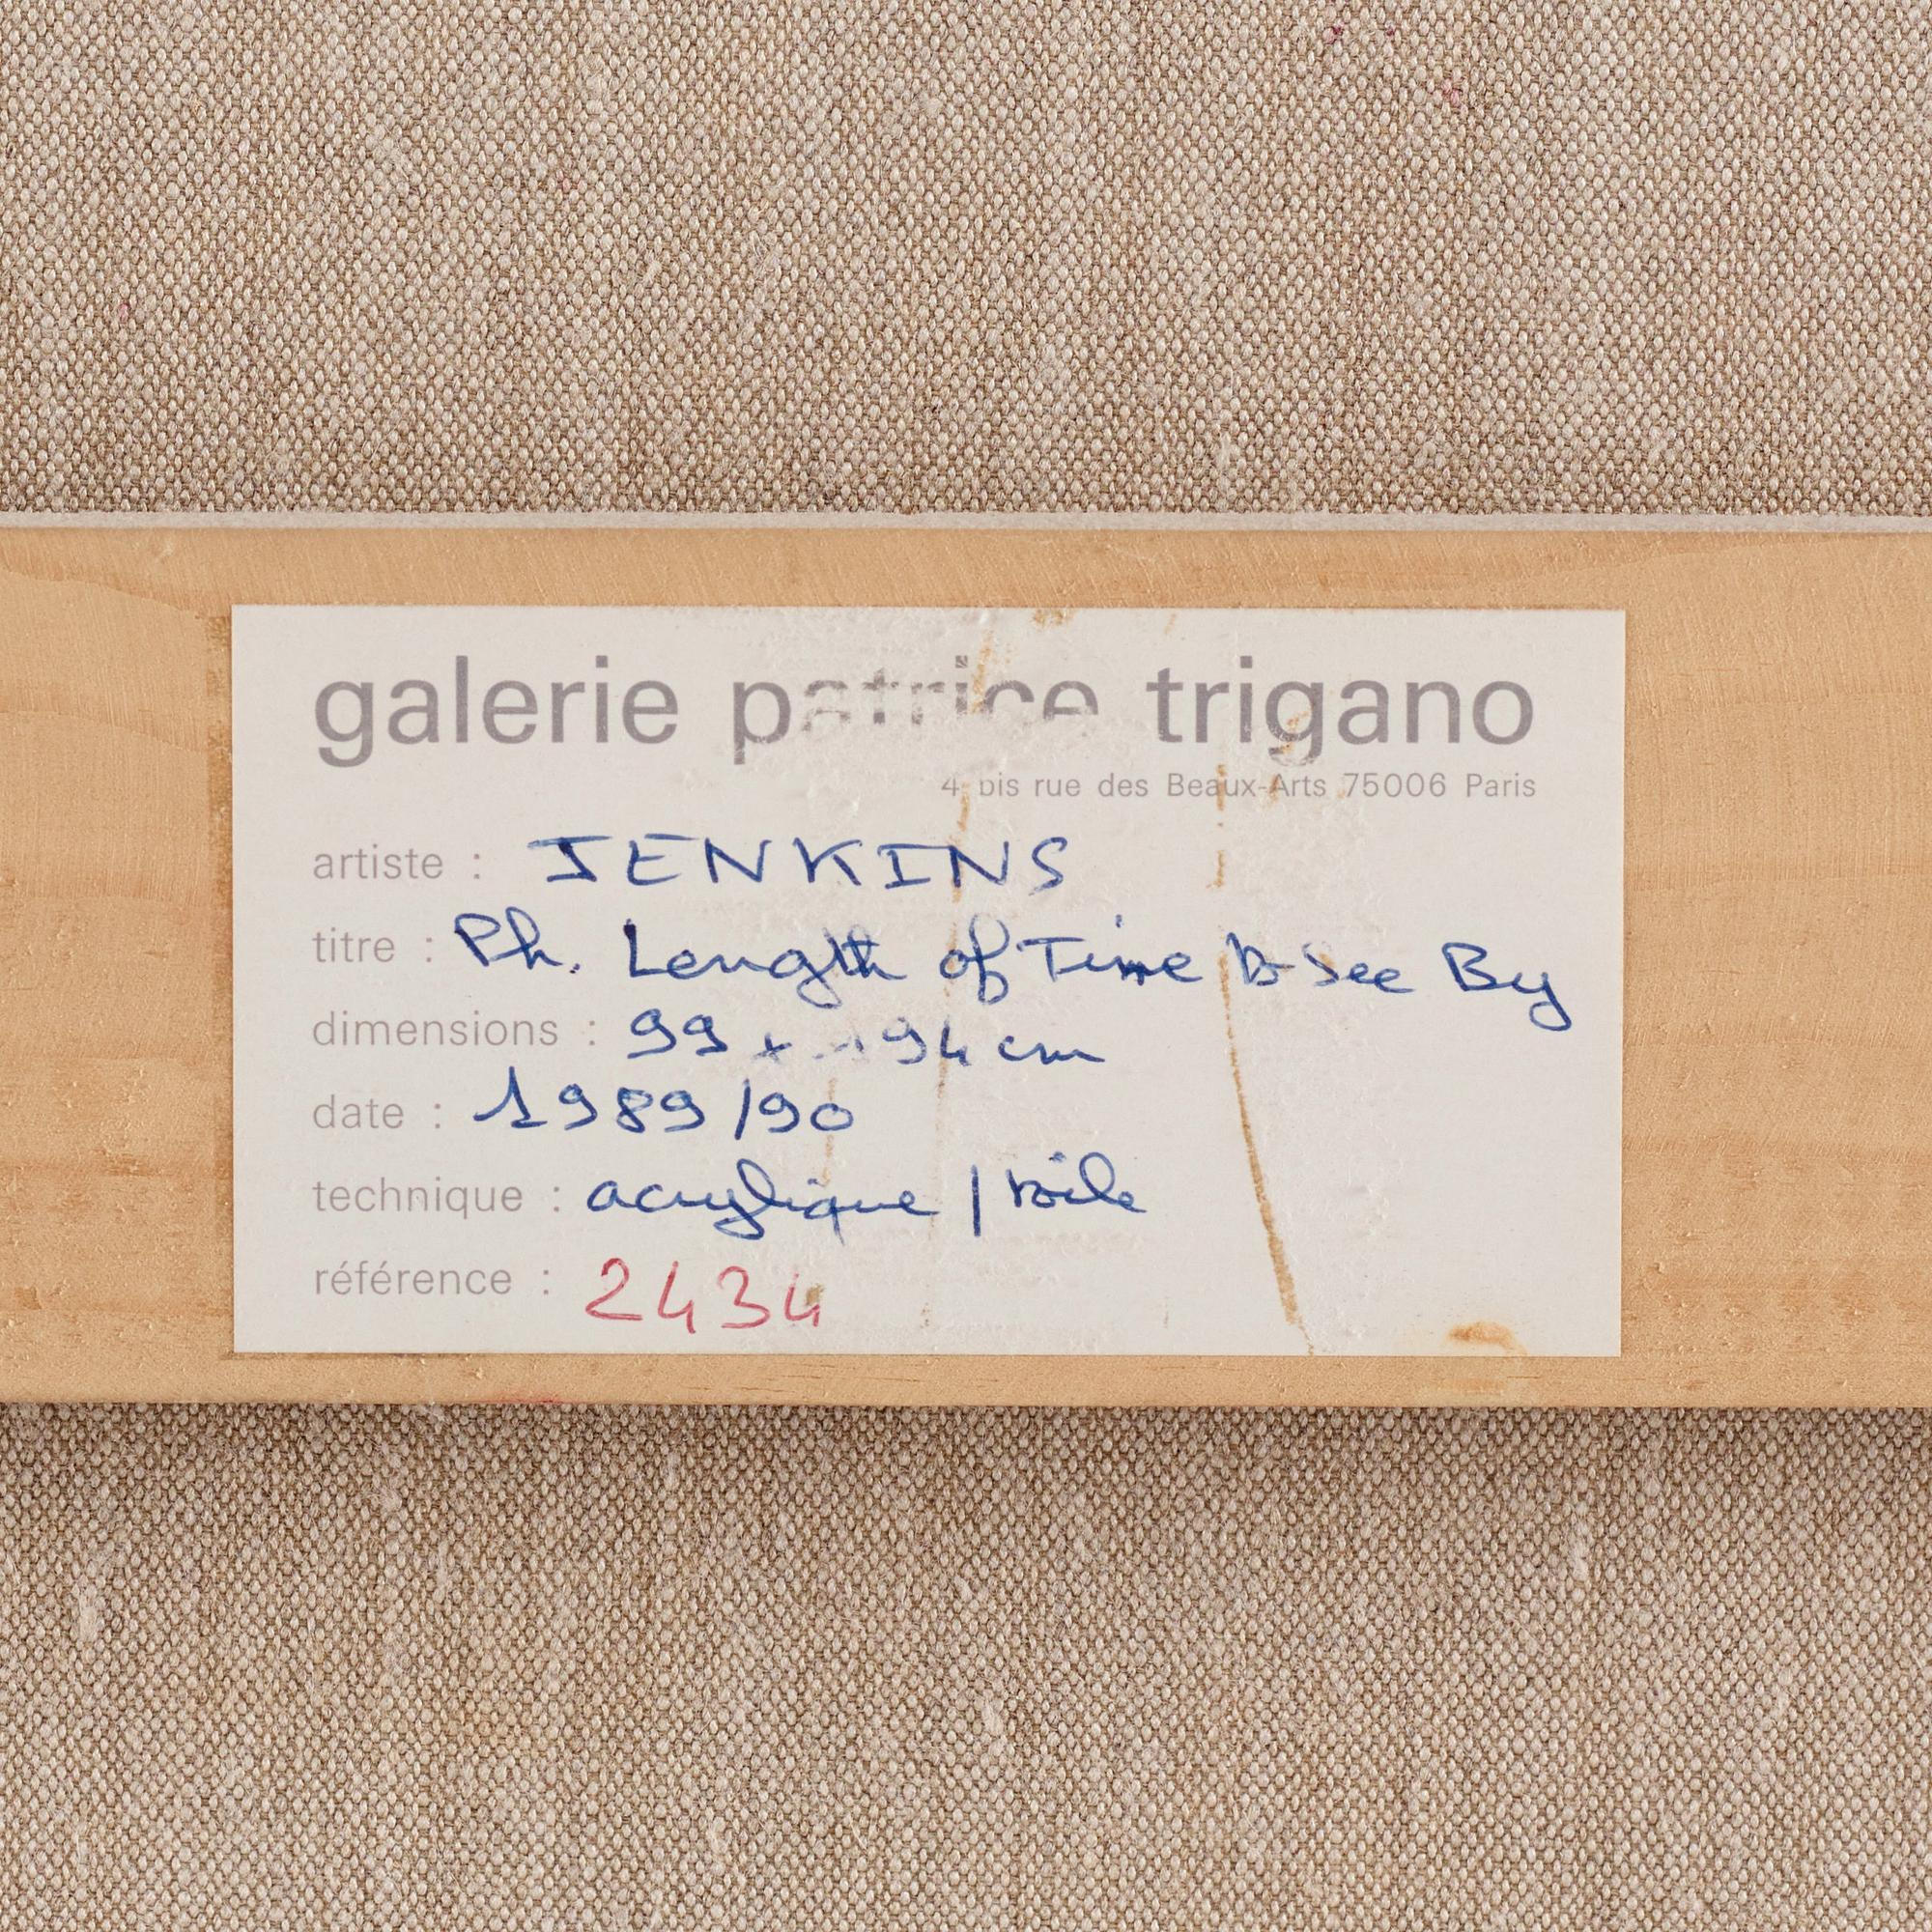 galerie patrice trigano
4 bis rue des Beaux-Arts 75006 Paris
artiste : JENKINS
titre : Ph. Length of Time to See By
dimensions : 99 x 194 cm
date : 1989/90
technique : acrylique / toile
référence : 2434